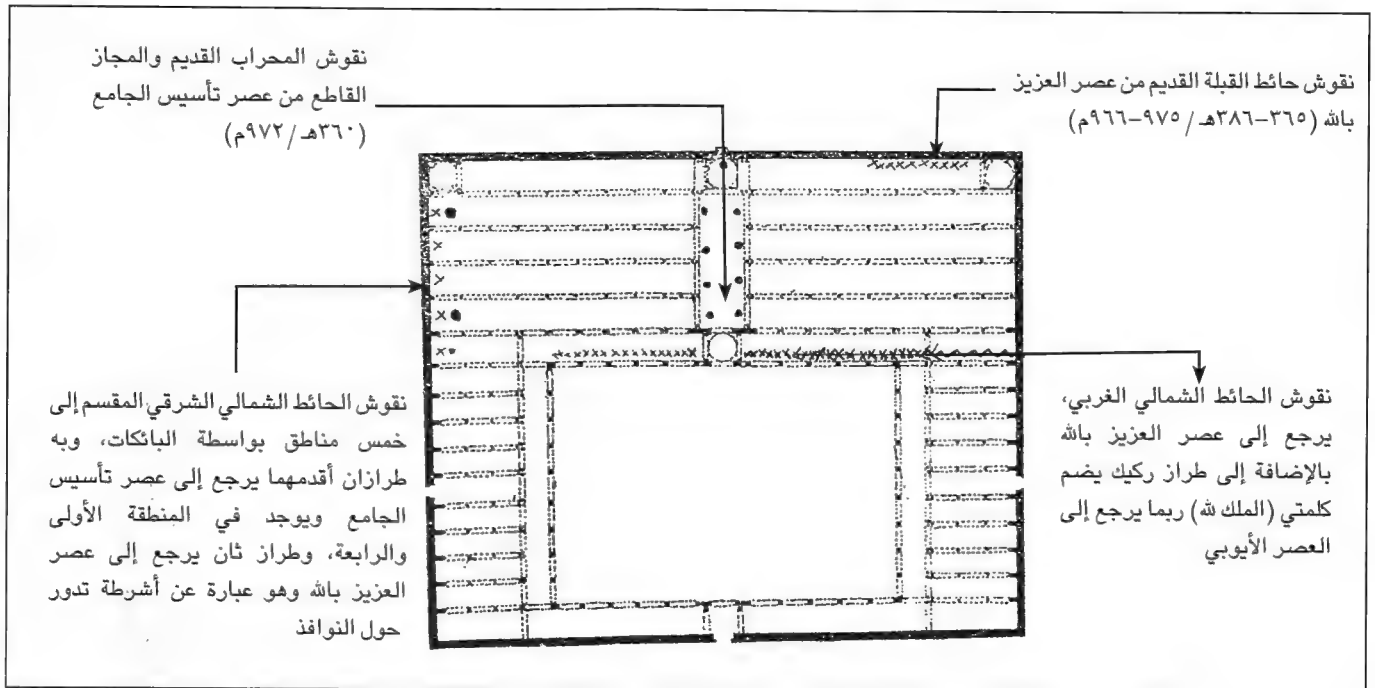 نقوش حائط القبلة القديم من عصر العزيز
بالله (٣٦٥–٣٨٦هـ / ٩٧٥–٩٦٦م)
نقوش المحراب القديم والمجاز
القاطع من عصر تأسيس الجامع
(٣٦٠هـ / ٩٧٢م)
نقوش الحائط الشمالي الغربي،
يرجع إلى عصر العزيز بالله
بالإضافة إلى طراز ركيك يضم
كلمتي (الملك لله) ربما يرجع إلى
العصر الأيوبي
نقوش الحائط الشمالي الشرقي المقسم إلى
خمس مناطق بواسطة البائكات، وبه
طرازان أقدمهما يرجع إلى عصر تأسيس
الجامع ويوجد في المنطقة الأولى
والرابعة، وطراز ثان يرجع إلى عصر
العزيز بالله وهو عبارة عن أشرطة تدور
حول النوافذ